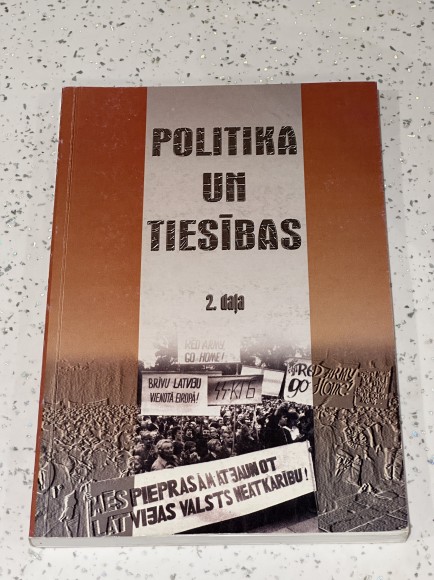 POLITIKA
UN
TIESĪBAS
2. daļa
RED ARMY
GO HOME!
BRĪVU LATVIJU
VIENOTĀ EIROPĀ!
RED ARMY
GO HOME
MĒS PIEPRASĀM ATJAUNOT
LATVIJAS VALSTS NEATKARĪBU!